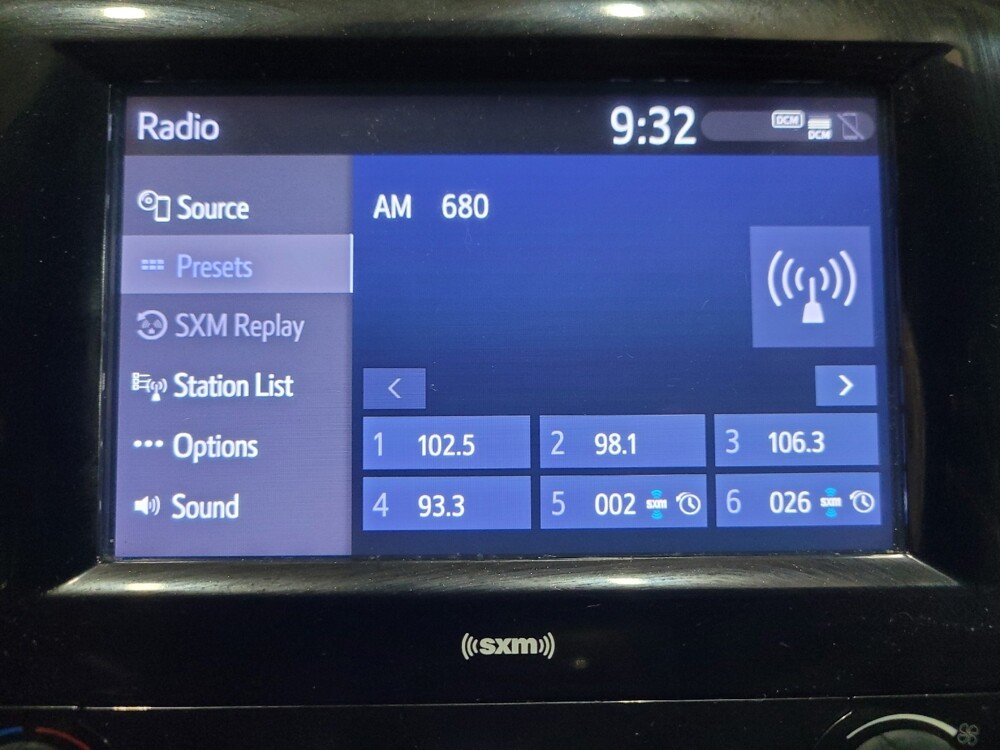 Radio 9:32 DCM DCM
Source
AM 680
Presets
SXM Replay
Station List
< >
Options
1 102.5 2 98.1 3 106.3
Sound
4 93.3 5 002 sxm 6 026 sxm
((sxm))